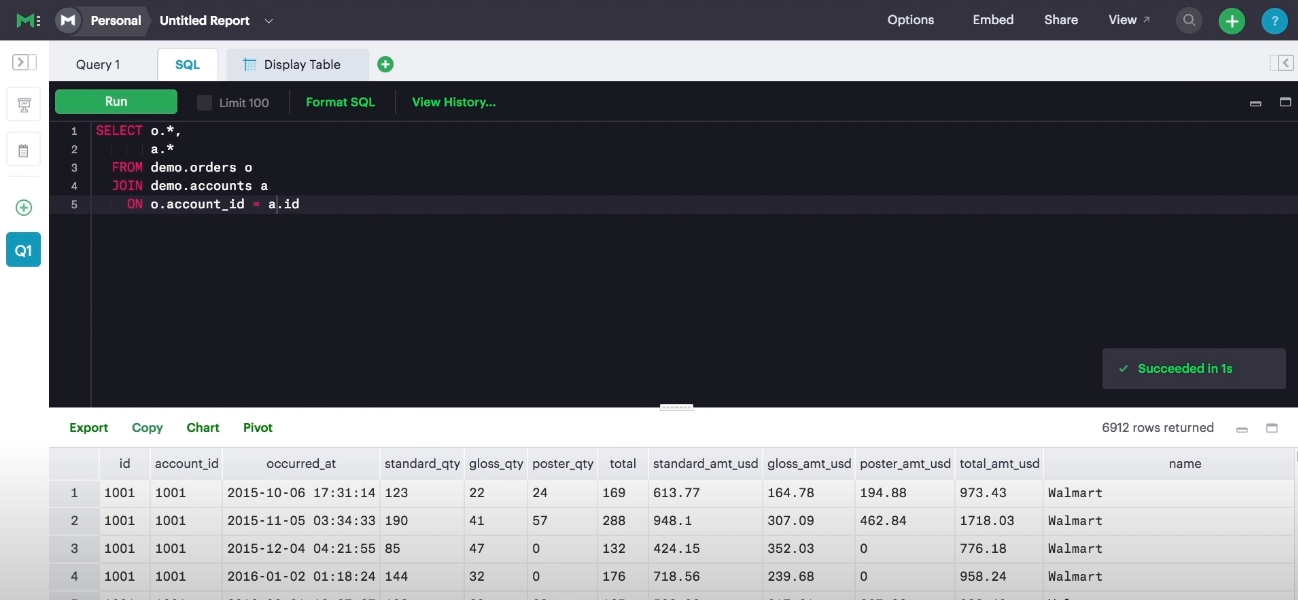 Personal Untitled Report Options Embed Share View ↗ + ?
Query 1 SQL Display Table
Run Limit 100 Format SQL View History...
1 SELECT o.*,
2 a.*
3 FROM demo.orders o
4 JOIN demo.accounts a
5 ON o.account_id = a.id
Q1
Succeeded in 1s
Export Copy Chart Pivot 6912 rows returned
id account_id occurred_at standard_qty gloss_qty poster_qty total standard_amt_usd gloss_amt_usd poster_amt_usd total_amt_usd name
1 1001 1001 2015-10-06 17:31:14 123 22 24 169 613.77 164.78 194.88 973.43 Walmart
2 1001 1001 2015-11-05 03:34:33 190 41 57 288 948.1 307.09 462.84 1718.03 Walmart
3 1001 1001 2015-12-04 04:21:55 85 47 0 132 424.15 352.03 0 776.18 Walmart
4 1001 1001 2016-01-02 01:18:24 144 32 0 176 718.56 239.68 0 958.24 Walmart